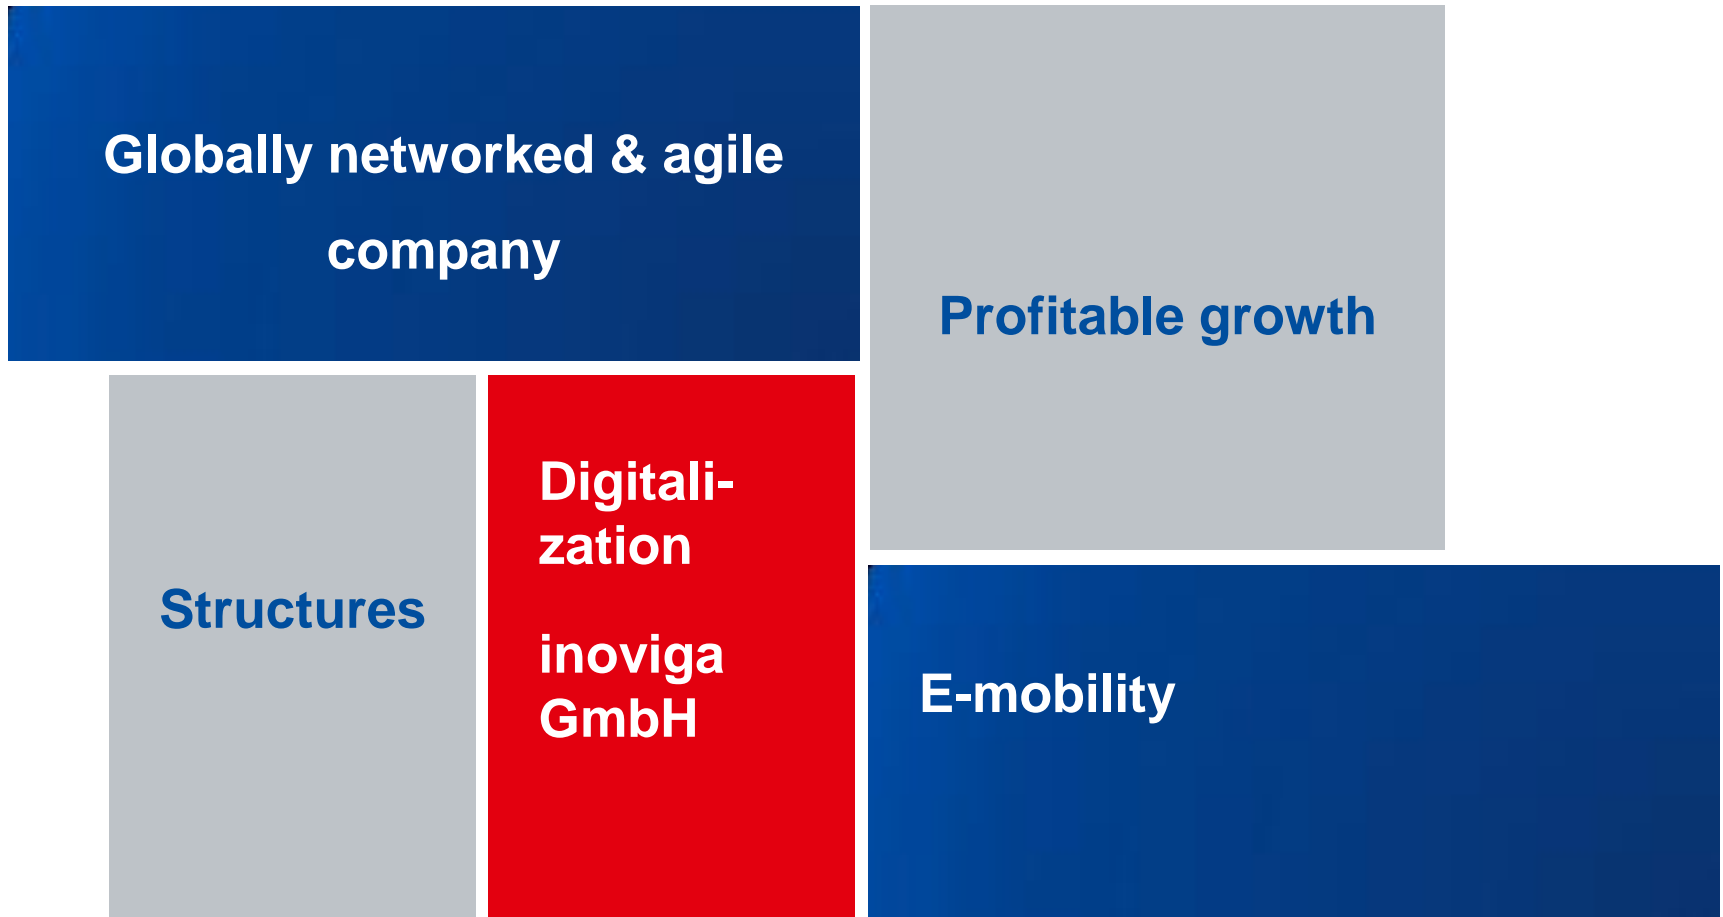 Globally networked & agile
company
Profitable growth
Structures
Digitali-
zation
inoviga
GmbH
E-mobility